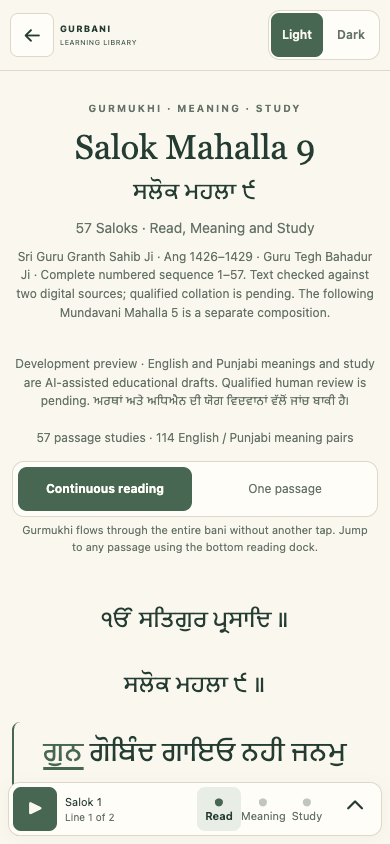 GURBANI
LEARNING LIBRARY
Light
Dark
GURMUKHI · MEANING · STUDY
Salok Mahalla 9
ਸਲੋਕ ਮਹਲਾ ੯
57 Saloks · Read, Meaning and Study
Sri Guru Granth Sahib Ji · Ang 1426–1429 · Guru Tegh Bahadur
Ji · Complete numbered sequence 1–57. Text checked against
two digital sources; qualified collation is pending. The following
Mundavani Mahalla 5 is a separate composition.
Development preview · English and Punjabi meanings and study
are AI-assisted educational drafts. Qualified human review is
pending. ਅਰਥਾਂ ਅਤੇ ਅਧਿਐਨ ਦੀ ਯੋਗ ਵਿਦਵਾਨਾਂ ਵੱਲੋਂ ਜਾਂਚ ਬਾਕੀ ਹੈ।
57 passage studies · 114 English / Punjabi meaning pairs
Continuous reading
One passage
Gurmukhi flows through the entire bani without another tap. Jump
to any passage using the bottom reading dock.
ੴ ਸਤਿਗੁਰ ਪ੍ਰਸਾਦਿ ॥
ਸਲੋਕ ਮਹਲਾ ੯ ॥
ਗੁਨ ਗੋਬਿੰਦ ਗਾਇਓ ਨਹੀ ਜਨਮੁ
Salok 1
Line 1 of 2
Read
Meaning
Study